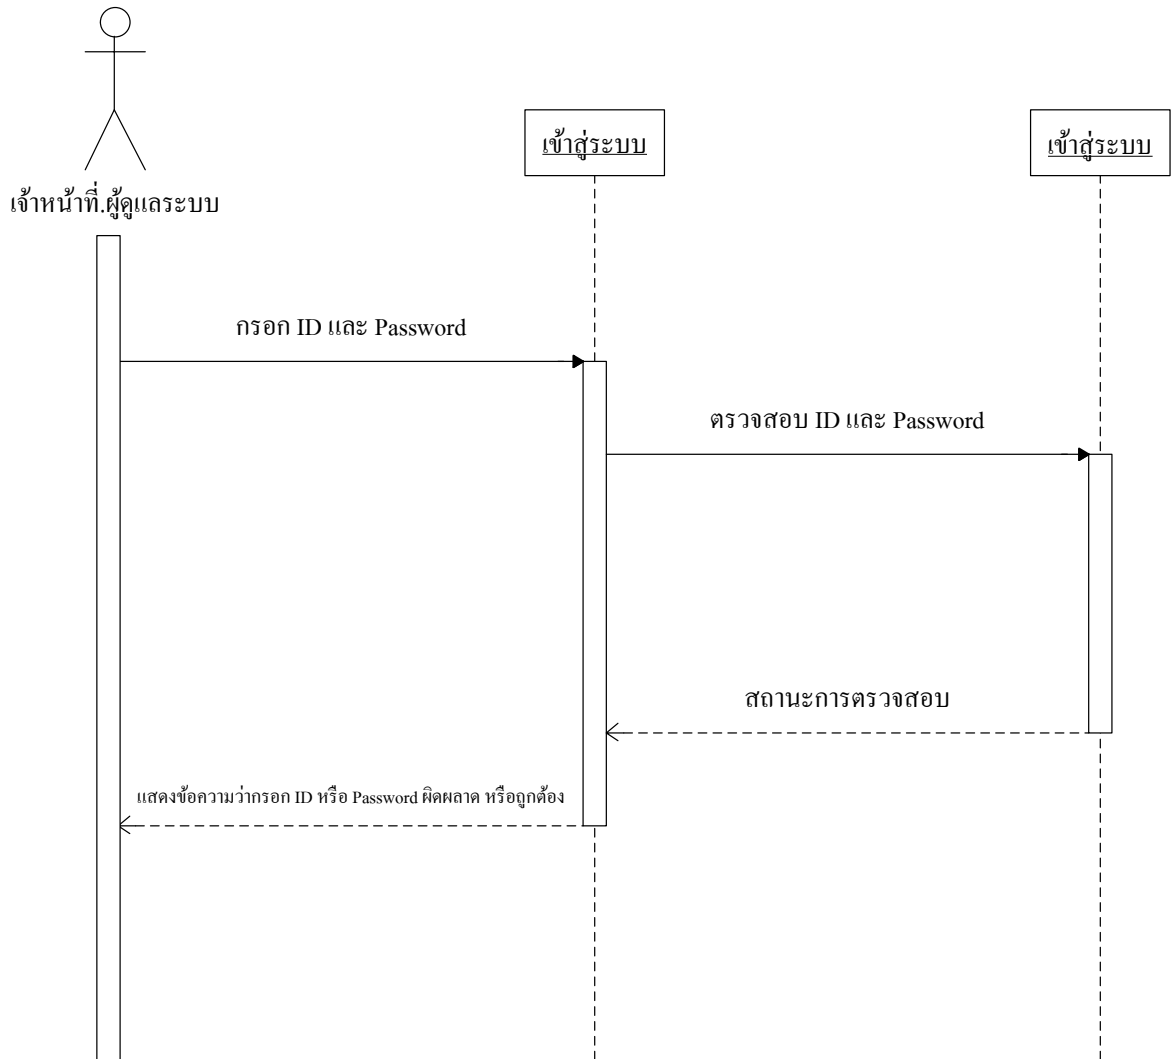 เข้าสู่ระบบ
เข้าสู่ระบบ
เจ้าหน้าที่.ผู้ดูแลระบบ
กรอก ID และ Password
ตรวจสอบ ID และ Password
สถานะการตรวจสอบ
แสดงข้อความว่ากรอก ID หรือ Password ผิดผลาด หรือถูกต้อง